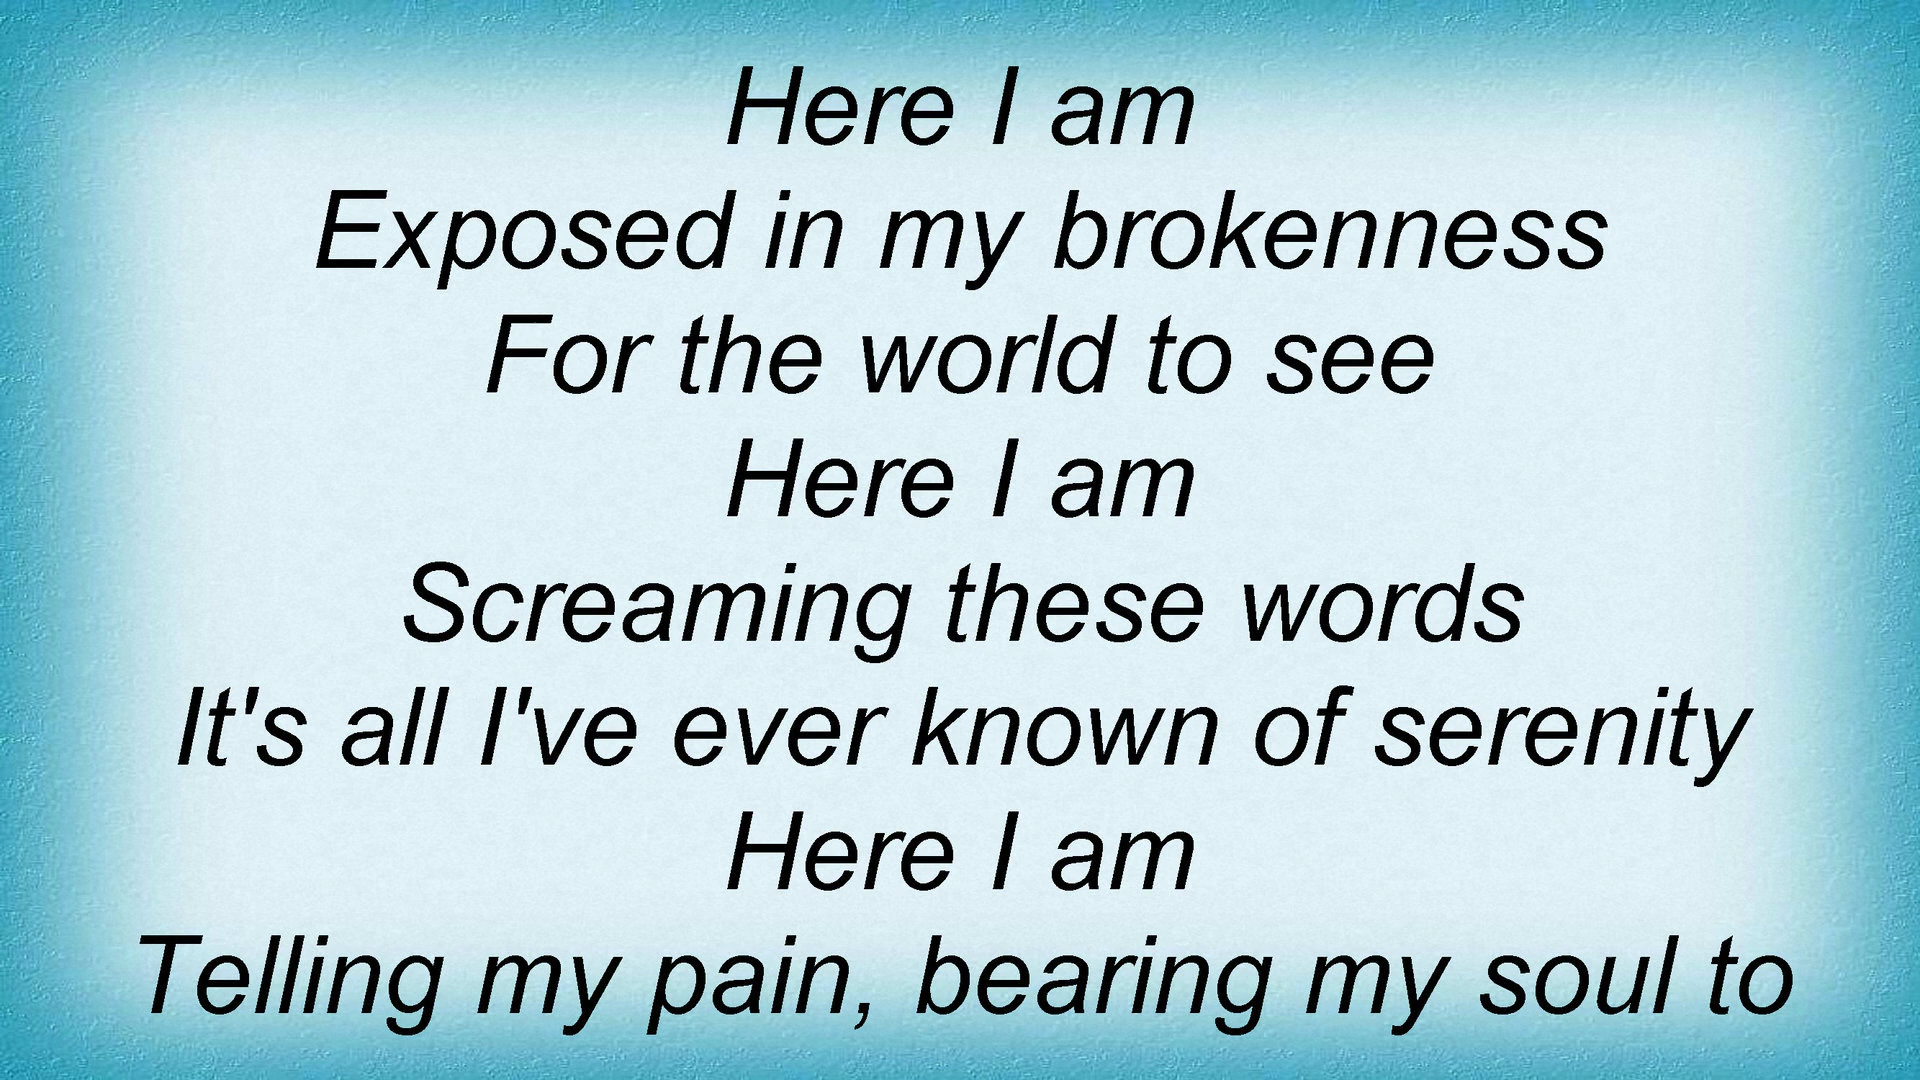 Here I am
Exposed in my brokenness
For the world to see
Here I am
Screaming these words
It's all I've ever known of serenity
Here I am
Telling my pain, bearing my soul to